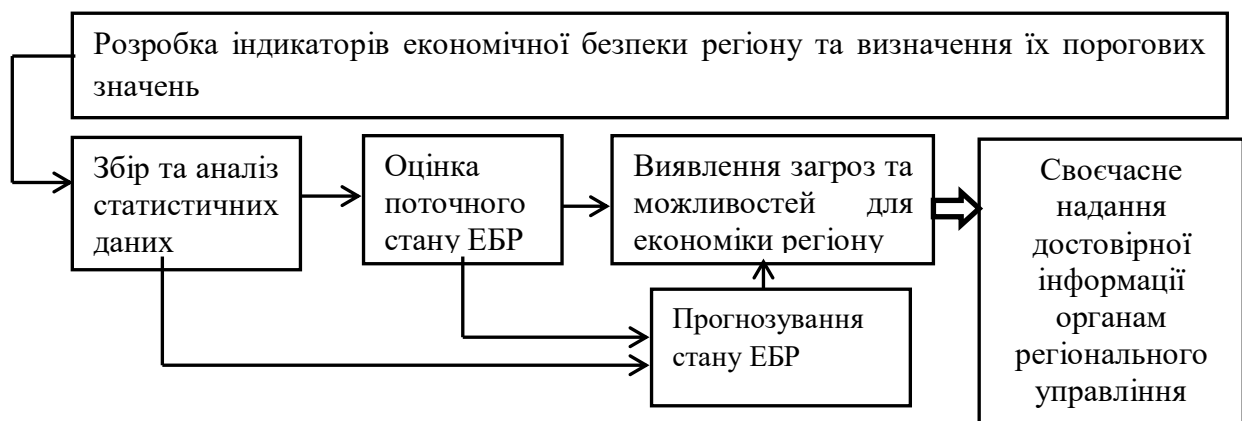 Розробка індикаторів економічної безпеки регіону та визначення їх порогових
значень
Збір та аналіз
статистичних
даних
Оцінка
поточного
стану ЕБР
Виявлення загроз та
можливостей для
економіки регіону
Прогнозування
стану ЕБР
Своєчасне
надання
достовірної
інформації
органам
регіонального
управління